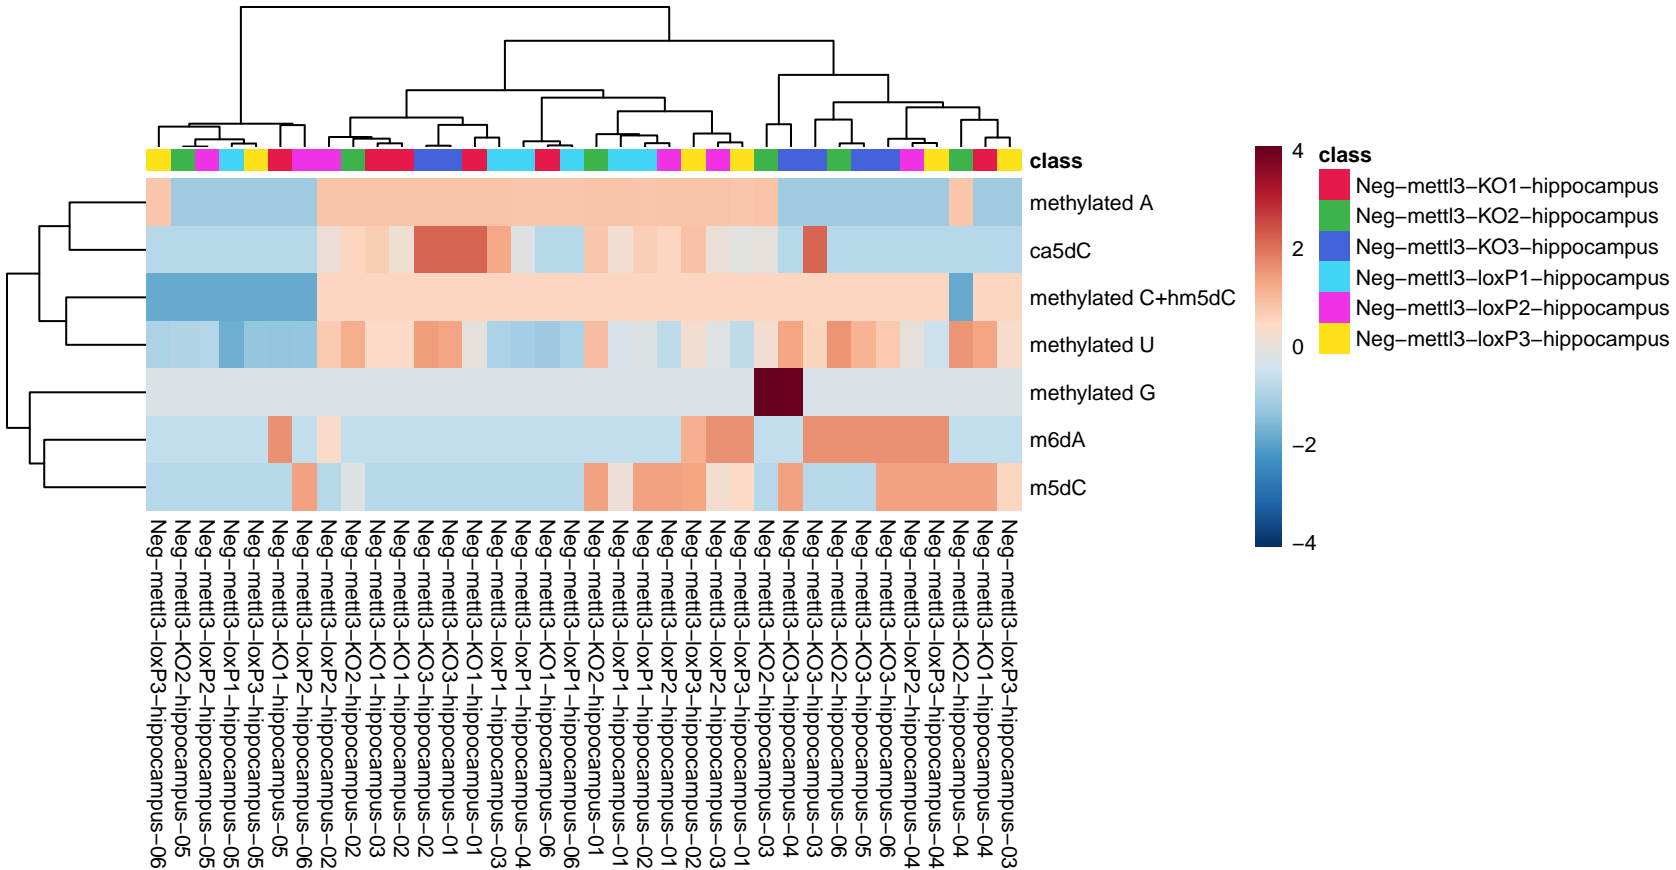 class
methylated A
ca5dC
methylated C+hm5dC
methylated U
methylated G
m6dA
m5dC
Neg−mettl3−loxP3−hippocampus−06
Neg−mettl3−KO2−hippocampus−05
Neg−mettl3−loxP2−hippocampus−05
Neg−mettl3−loxP1−hippocampus−05
Neg−mettl3−loxP3−hippocampus−05
Neg−mettl3−KO1−hippocampus−05
Neg−mettl3−loxP2−hippocampus−06
Neg−mettl3−loxP2−hippocampus−02
Neg−mettl3−KO2−hippocampus−02
Neg−mettl3−KO1−hippocampus−03
Neg−mettl3−KO1−hippocampus−02
Neg−mettl3−KO3−hippocampus−02
Neg−mettl3−KO3−hippocampus−01
Neg−mettl3−KO1−hippocampus−01
Neg−mettl3−loxP1−hippocampus−03
Neg−mettl3−loxP1−hippocampus−04
Neg−mettl3−KO1−hippocampus−06
Neg−mettl3−loxP1−hippocampus−06
Neg−mettl3−KO2−hippocampus−01
Neg−mettl3−loxP1−hippocampus−01
Neg−mettl3−loxP1−hippocampus−02
Neg−mettl3−loxP2−hippocampus−01
Neg−mettl3−loxP3−hippocampus−02
Neg−mettl3−loxP2−hippocampus−03
Neg−mettl3−loxP3−hippocampus−01
Neg−mettl3−KO2−hippocampus−03
Neg−mettl3−KO3−hippocampus−04
Neg−mettl3−KO3−hippocampus−03
Neg−mettl3−KO2−hippocampus−06
Neg−mettl3−KO3−hippocampus−05
Neg−mettl3−KO3−hippocampus−06
Neg−mettl3−loxP2−hippocampus−04
Neg−mettl3−loxP3−hippocampus−04
Neg−mettl3−KO2−hippocampus−04
Neg−mettl3−KO1−hippocampus−04
Neg−mettl3−loxP3−hippocampus−03
4
2
0
−2
−4
class
Neg−mettl3−KO1−hippocampus
Neg−mettl3−KO2−hippocampus
Neg−mettl3−KO3−hippocampus
Neg−mettl3−loxP1−hippocampus
Neg−mettl3−loxP2−hippocampus
Neg−mettl3−loxP3−hippocampus